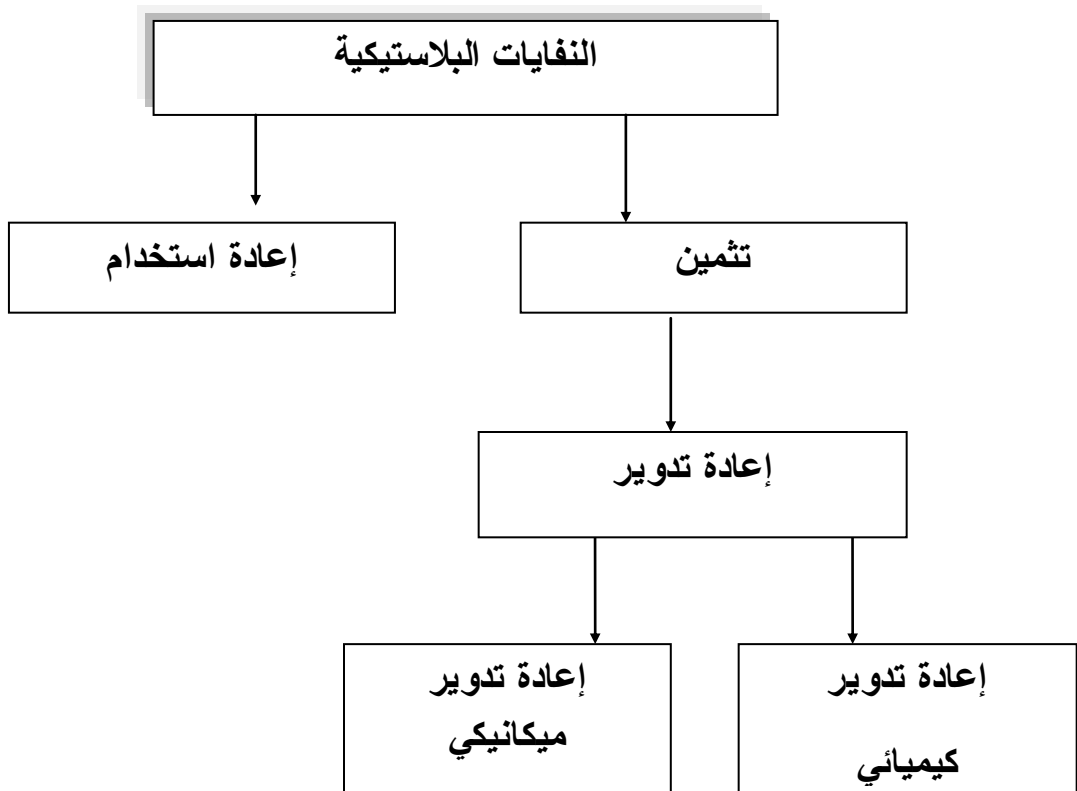 النفايات البلاستيكية
تثمين
إعادة استخدام
إعادة تدوير
إعادة تدوير
كيميائي
إعادة تدوير
ميكانيكي